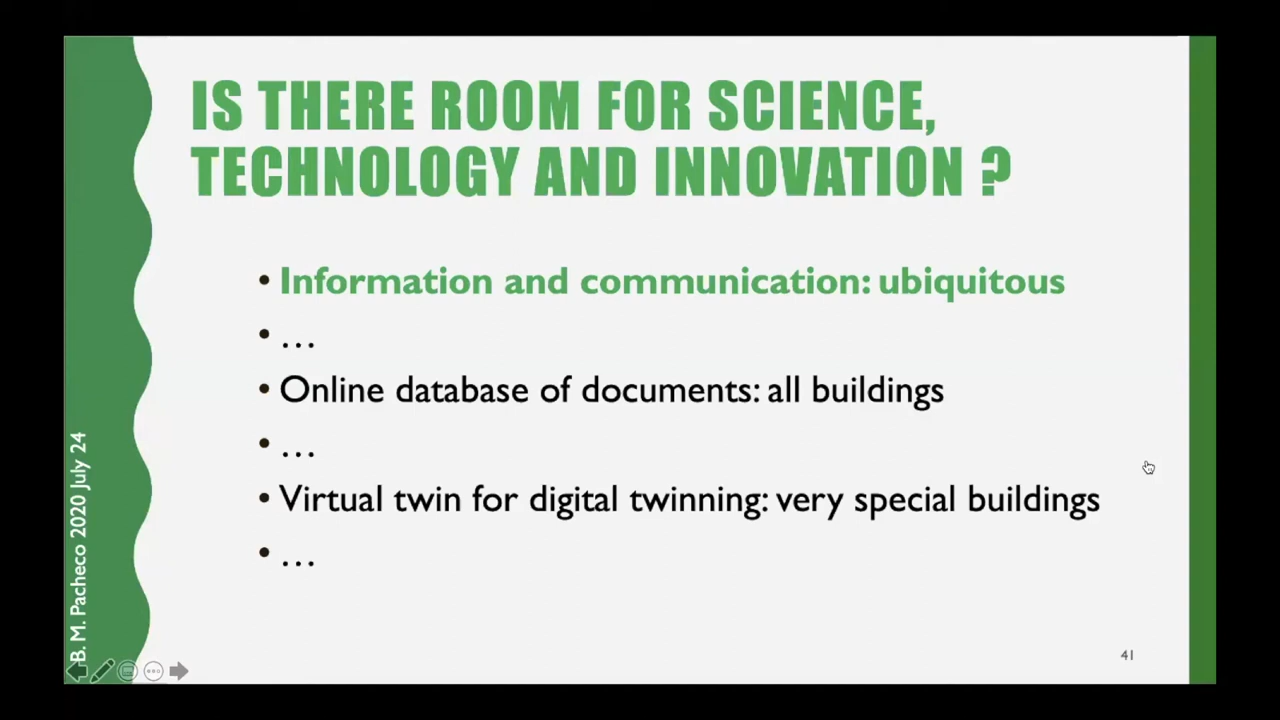 IS THERE ROOM FOR SCIENCE,
TECHNOLOGY AND INNOVATION ?
• Information and communication: ubiquitous
• …
• Online database of documents: all buildings
• …
• Virtual twin for digital twinning: very special buildings
• …
B. M. Pacheco 2020 July 24
41